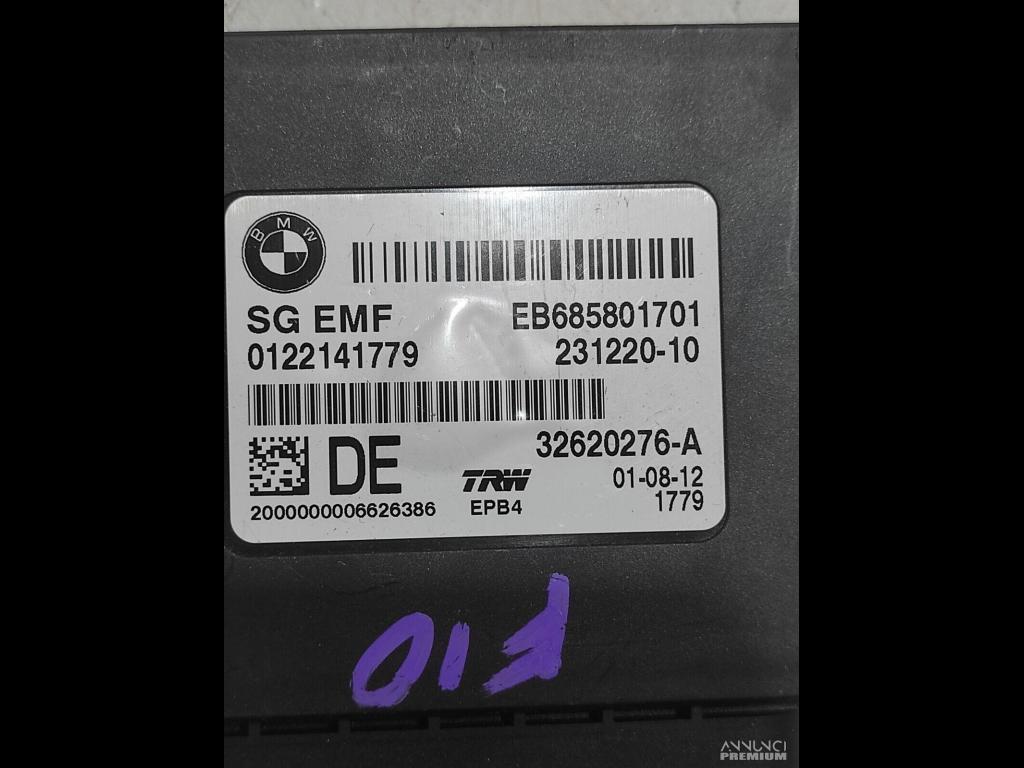 BMW
SG EMF EB685801701
0122141779 231220-10
DE 32620276-A
TRW 01-08-12
EPB4 1779
2000000006626386
F10
ANNUNCI
PREMIUM